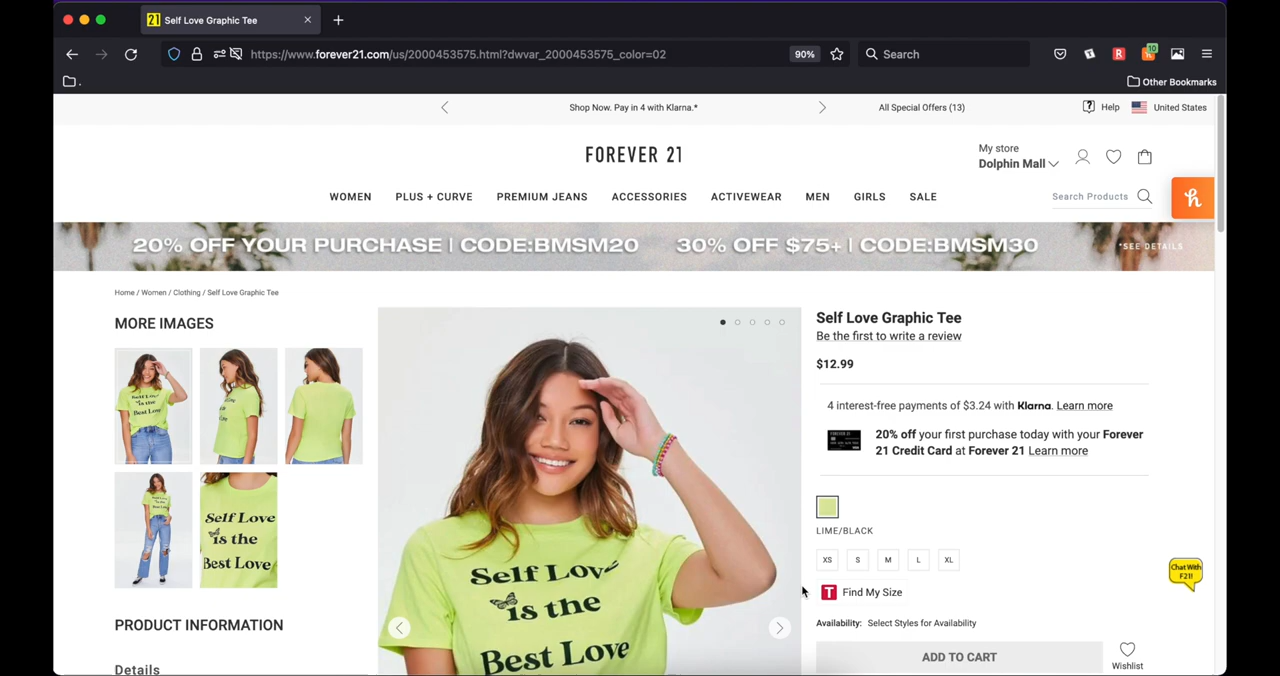 21 Self Love Graphic Tee
https://www.forever21.com/us/2000453575.html?dwvar_2000453575_color=02
90%
Search
R
10
Other Bookmarks
Shop Now. Pay in 4 with Klarna.*
All Special Offers (13)
? Help
United States
FOREVER 21
My store
Dolphin Mall
WOMEN PLUS + CURVE PREMIUM JEANS ACCESSORIES ACTIVEWEAR MEN GIRLS SALE
Search Products
h
20% OFF YOUR PURCHASE | CODE:BMSM20 30% OFF $75+ | CODE:BMSM30 *SEE DETAILS
Home / Women / Clothing / Self Love Graphic Tee
MORE IMAGES
Self Love
is the
Best Love
PRODUCT INFORMATION
Details
Self Love
is the
Best Love
Self Love Graphic Tee
Be the first to write a review
$12.99
4 interest-free payments of $3.24 with Klarna. Learn more
FOREVER 21
20% off your first purchase today with your Forever
21 Credit Card at Forever 21 Learn more
LIME/BLACK
XS S M L XL
T Find My Size
Availability: Select Styles for Availability
ADD TO CART
Wishlist
Chat With
F21!